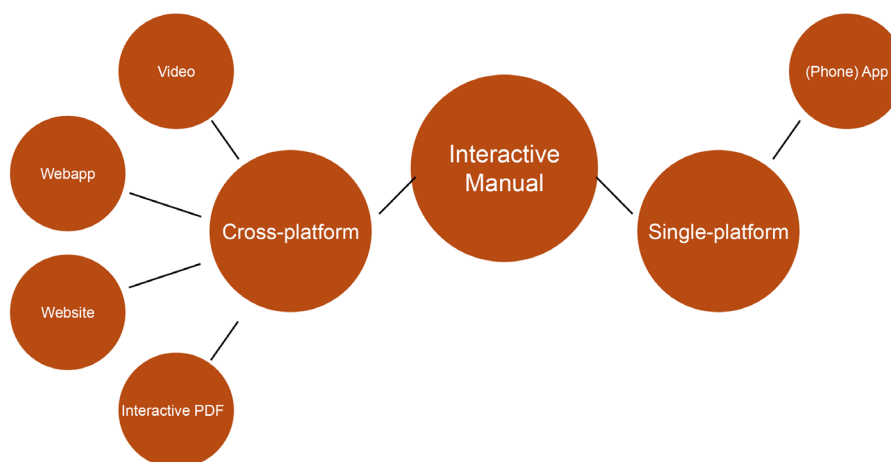 Video
(Phone) App
Interactive
Manual
Webapp
Cross-platform
Single-platform
Website
Interactive PDF